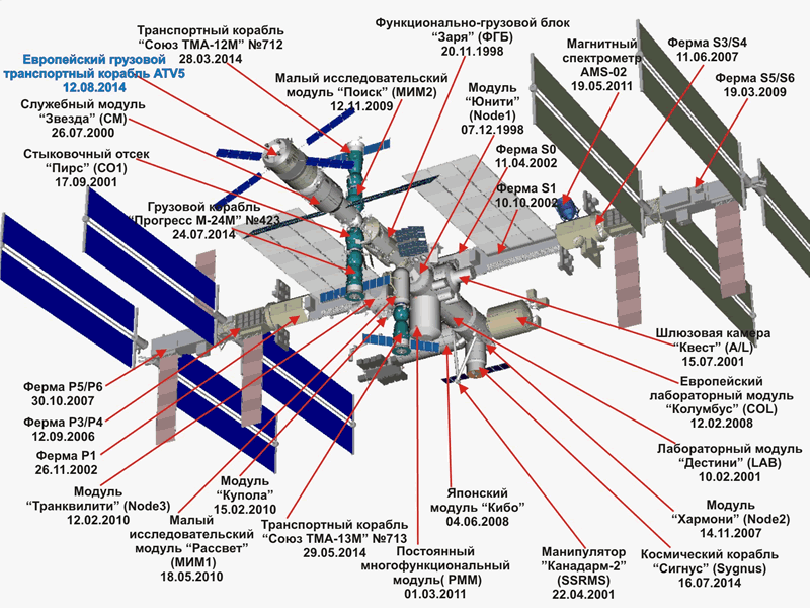 Транспортный корабль
“Союз ТМА-12М” №712
28.03.2014
Европейский грузовой
транспортный корабль ATV5
12.08.2014
Служебный модуль
“Звезда” (СМ)
26.07.2000
Стыковочный отсек
“Пирс” (СО1)
17.09.2001
Грузовой корабль
“Прогресс М-24М” №423
24.07.2014
Малый исследовательский
модуль “Поиск” (МИМ2)
12.11.2009
Функционально-грузовой блок
“Заря” (ФГБ)
20.11.1998
Модуль
“Юнити”
(Node1)
07.12.1998
Ферма S0
11.04.2002
Ферма S1
10.10.2002
Магнитный
спектрометр
AMS-02
19.05.2011
Ферма S3/S4
11.06.2007
Ферма S5/S6
19.03.2009
Шлюзовая камера
“Квест” (A/L)
15.07.2001
Европейский
лабораторный модуль
“Колумбус” (COL)
12.02.2008
Лабораторный модуль
“Дестини” (LAB)
10.02.2001
Модуль
“Хармони” (Node2)
14.11.2007
Космический корабль
“Сигнус” (Sygnus)
16.07.2014
Манипулятор
“Канадарм-2”
(SSRMS)
22.04.2001
Японский
модуль “Кибо”
04.06.2008
Постоянный
многофункциональный
модуль( РММ)
01.03.2011
Транспортный корабль
“Союз ТМА-13М” №713
29.05.2014
Модуль
“Купола”
15.02.2010
Малый
исследовательский
модуль “Рассвет”
(МИМ1)
18.05.2010
Модуль
“Транквилити” (Node3)
12.02.2010
Ферма P1
26.11.2002
Ферма P3/P4
12.09.2006
Ферма P5/P6
30.10.2007